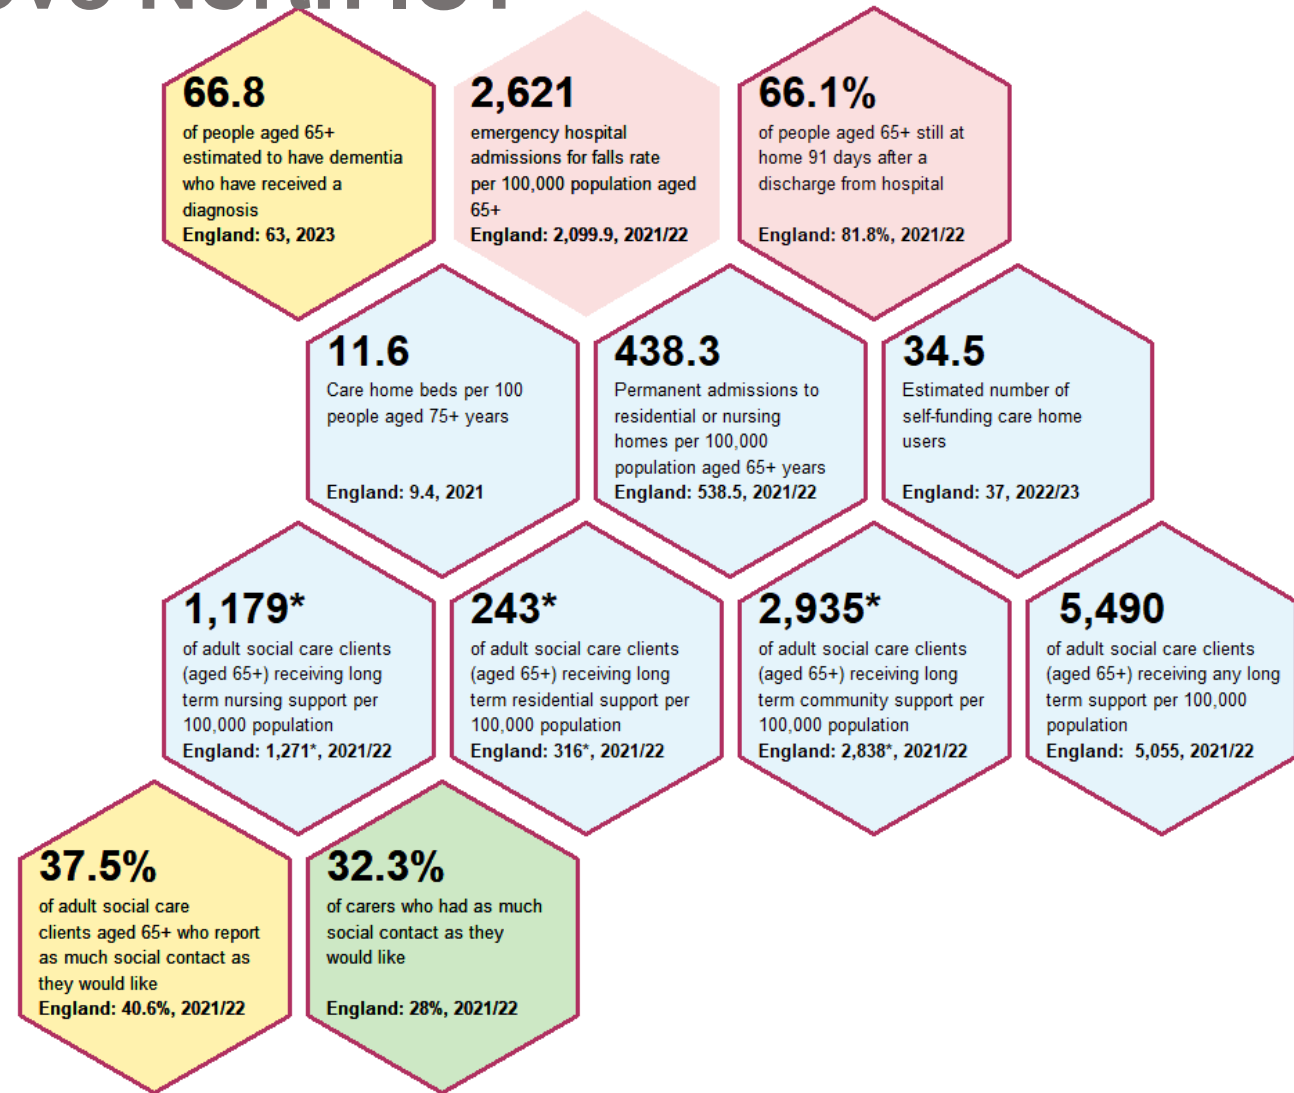 66.8
of people aged 65+
estimated to have dementia
who have received a
diagnosis
England: 63, 2023
2,621
emergency hospital
admissions for falls rate
per 100,000 population aged
65+
England: 2,099.9, 2021/22
66.1%
of people aged 65+ still at
home 91 days after a
discharge from hospital
England: 81.8%, 2021/22
11.6
Care home beds per 100
people aged 75+ years
England: 9.4, 2021
438.3
Permanent admissions to
residential or nursing
homes per 100,000
population aged 65+ years
England: 538.5, 2021/22
34.5
Estimated number of
self-funding care home
users
England: 37, 2022/23
1,179*
of adult social care clients
(aged 65+) receiving long
term nursing support per
100,000 population
England: 1,271*, 2021/22
243*
of adult social care clients
(aged 65+) receiving long
term residential support per
100,000 population
England: 316*, 2021/22
2,935*
of adult social care clients
(aged 65+) receiving long
term community support per
100,000 population
England: 2,838*, 2021/22
5,490
of adult social care clients
(aged 65+) receiving any long
term support per 100,000
population
England: 5,055, 2021/22
37.5%
of adult social care
clients aged 65+ who report
as much social contact as
they would like
England: 40.6%, 2021/22
32.3%
of carers who had as much
social contact as they
would like
England: 28%, 2021/22